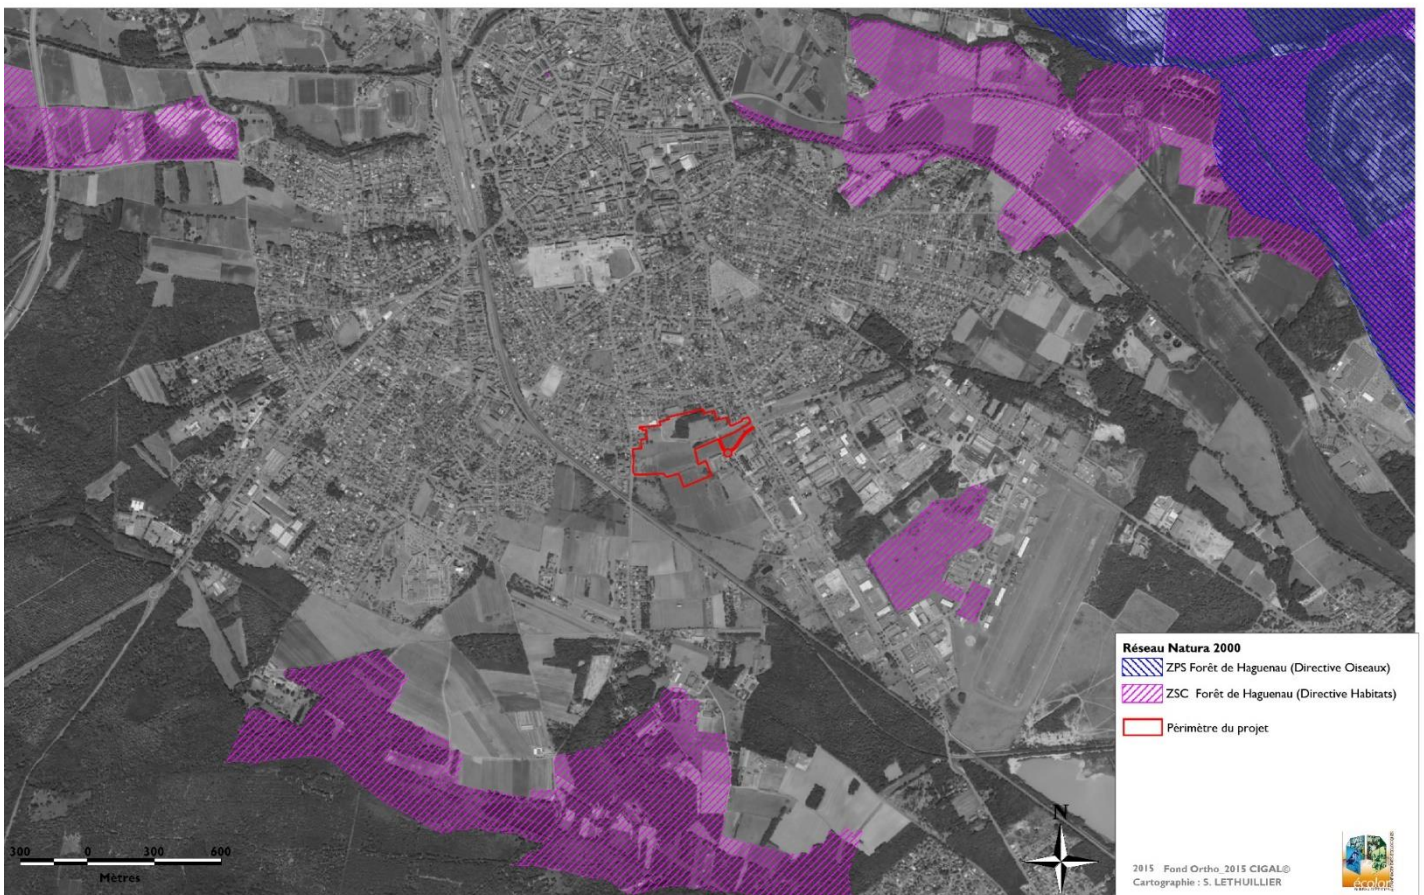 Réseau Natura 2000
ZPS Forêt de Haguenau (Directive Oiseaux)
ZSC Forêt de Haguenau (Directive Habitats)
Périmètre du projet
N
300 0 300 600
Mètres
2015 Fond Ortho_2015 CIGAL©
Cartographie : S. LETHUILLIER
écolor